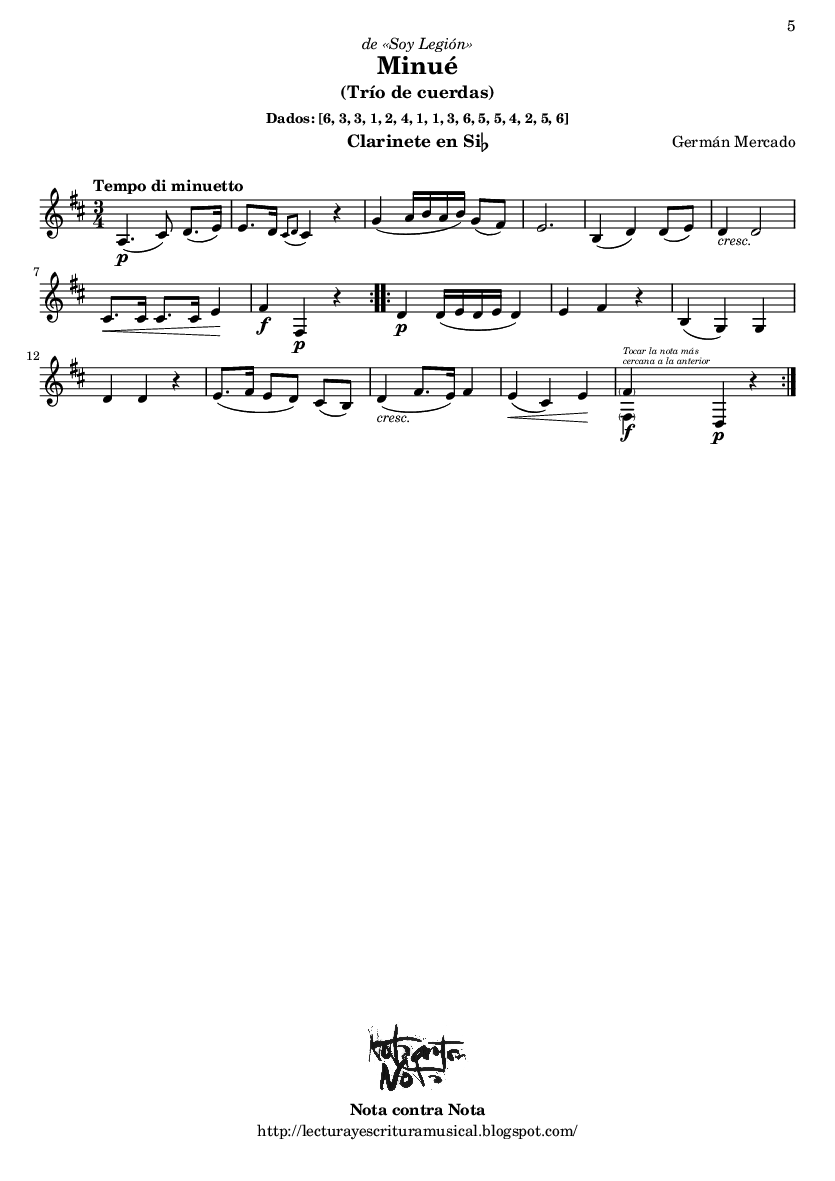 5
de «Soy Legión»
Minué
(Trío de cuerdas)
Dados: [6, 3, 3, 1, 2, 4, 1, 1, 3, 6, 5, 5, 4, 2, 5, 6]
Clarinete en Si♭
Germán Mercado
Tempo di minuetto
3
4
p
cresc.
7
f
p
p
Tocar la nota más
cercana a la anterior
12
cresc.
f
p
Nota contra
Nota
Nota contra Nota
http://lecturayescrituramusical.blogspot.com/